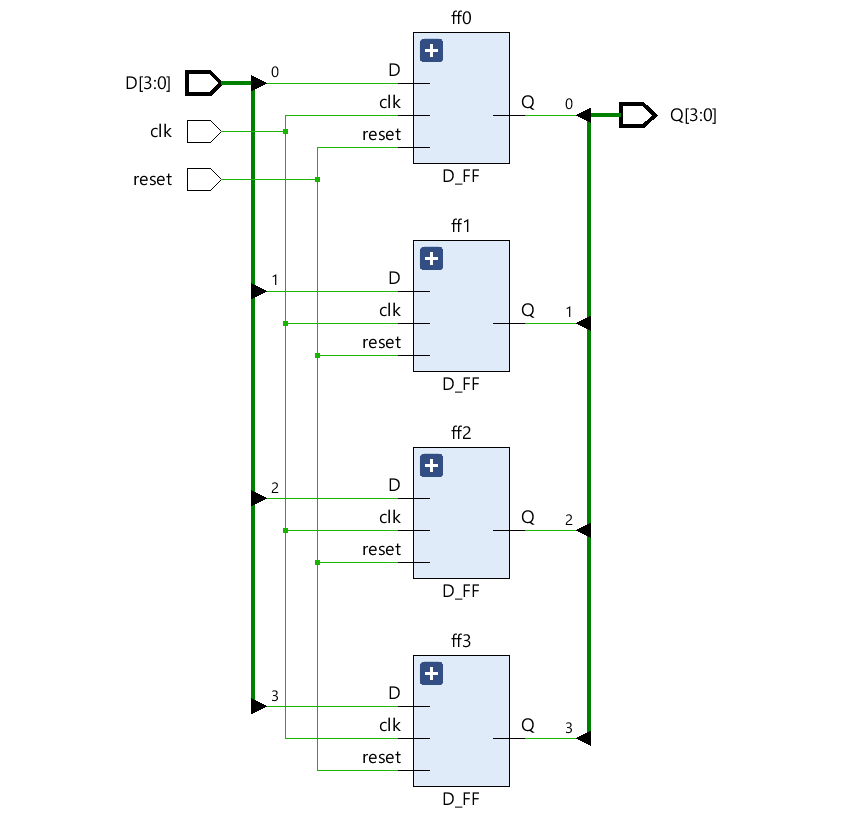 ff0
D[3:0]
0
D
clk
clk
Q
0
Q[3:0]
reset
reset
D_FF
ff1
1
D
clk
Q
1
reset
D_FF
ff2
2
D
clk
Q
2
reset
D_FF
ff3
3
D
clk
Q
3
reset
D_FF